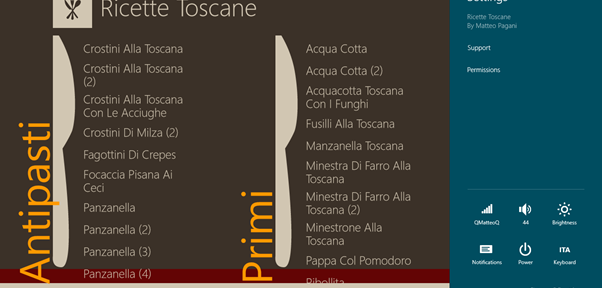 Ricette Toscane
Antipasti
Crostini Alla Toscana
Crostini Alla Toscana
(2)
Crostini Alla Toscana
Con Le Acciughe
Crostini Di Milza (2)
Fagottini Di Crepes
Focaccia Pisana Ai
Ceci
Panzanella
Panzanella (2)
Panzanella (3)
Panzanella (4)
Primi
Acqua Cotta
Acqua Cotta (2)
Acquacotta Toscana
Con I Funghi
Fusilli Alla Toscana
Manzanella Toscana
Minestra Di Farro Alla
Toscana
Minestra Di Farro Alla
Toscana (2)
Minestrone Alla
Toscana
Pappa Col Pomodoro
Ribollita
Settings
Ricette Toscane
By Matteo Pagani
Support
Permissions
QMatteoQ
44
Brightness
Notifications
Power
ITA
Keyboard